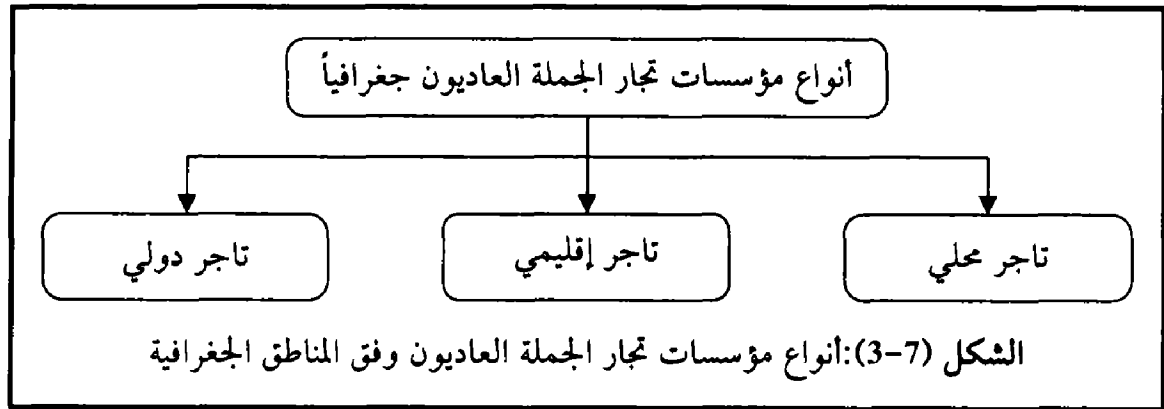 أنواع مؤسسات تجار الجملة العاديون جغرافياً
تاجر محلي
تاجر إقليمي
تاجر دولي
الشكل (7-3):أنواع مؤسسات تجار الجملة العاديون وفق المناطق الجغرافية